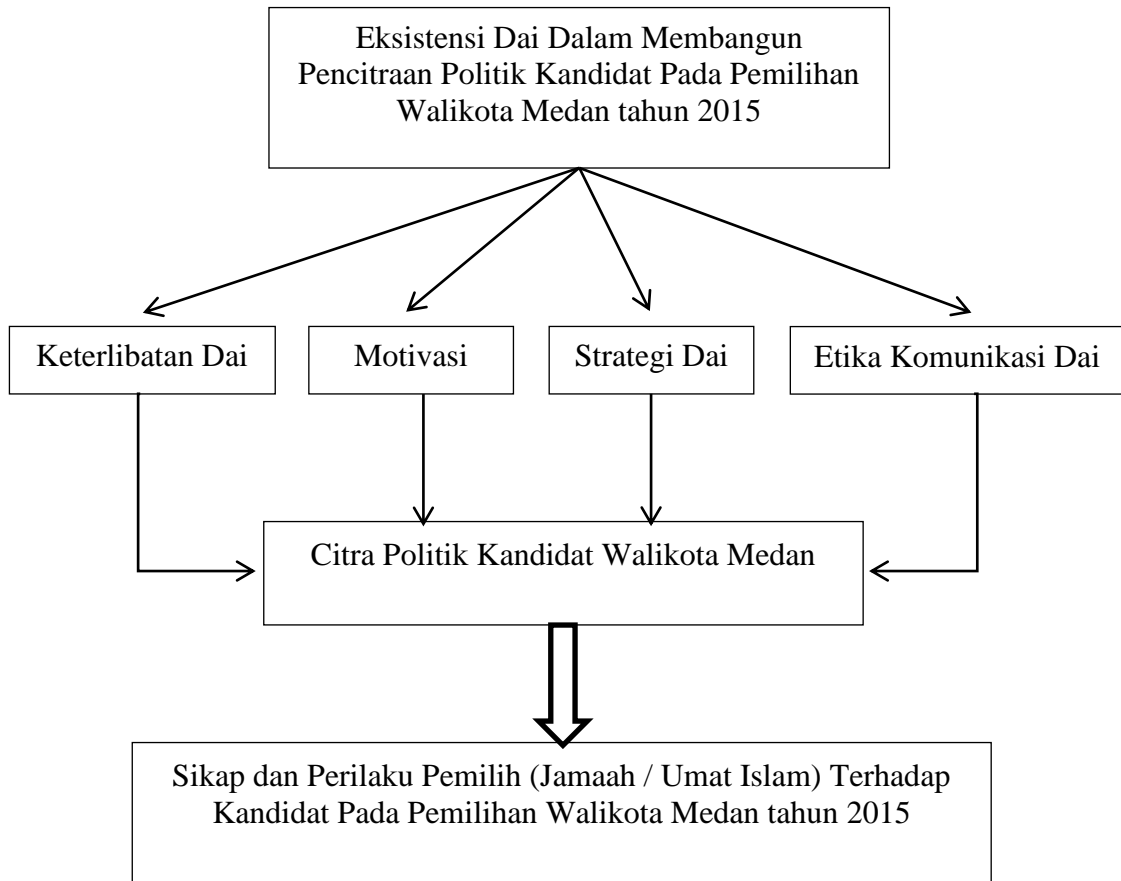 Eksistensi Dai Dalam Membangun
Pencitraan Politik Kandidat Pada Pemilihan
Walikota Medan tahun 2015
Keterlibatan Dai
Motivasi
Strategi Dai
Etika Komunikasi Dai
Citra Politik Kandidat Walikota Medan
Sikap dan Perilaku Pemilih (Jamaah / Umat Islam) Terhadap
Kandidat Pada Pemilihan Walikota Medan tahun 2015